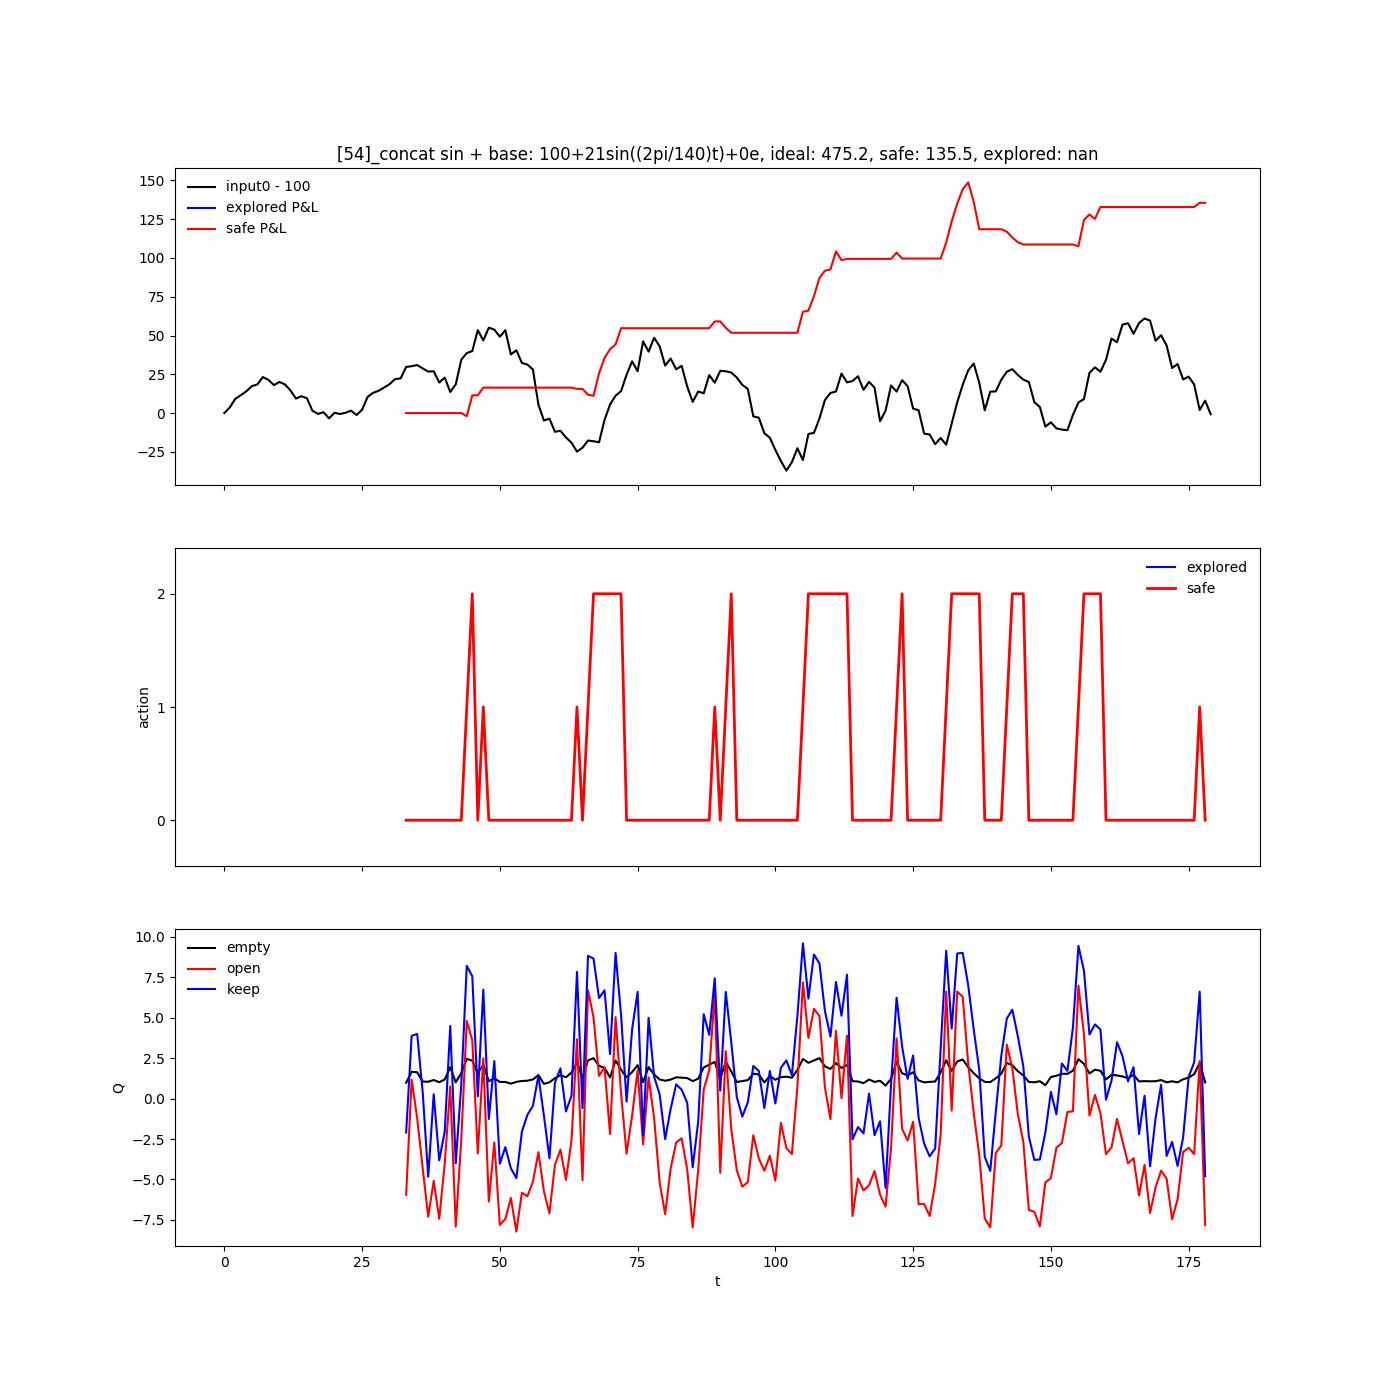 [54]_concat sin + base: 100+21sin((2pi/140)t)+0e, ideal: 475.2, safe: 135.5, explored: nan
150
125
100
75
50
25
0
−25
input0 - 100
explored P&L
safe P&L
2
1
0
action
explored
safe
10.0
7.5
5.0
2.5
0.0
−2.5
−5.0
−7.5
Q
empty
open
keep
0 25 50 75 100 125 150 175
t